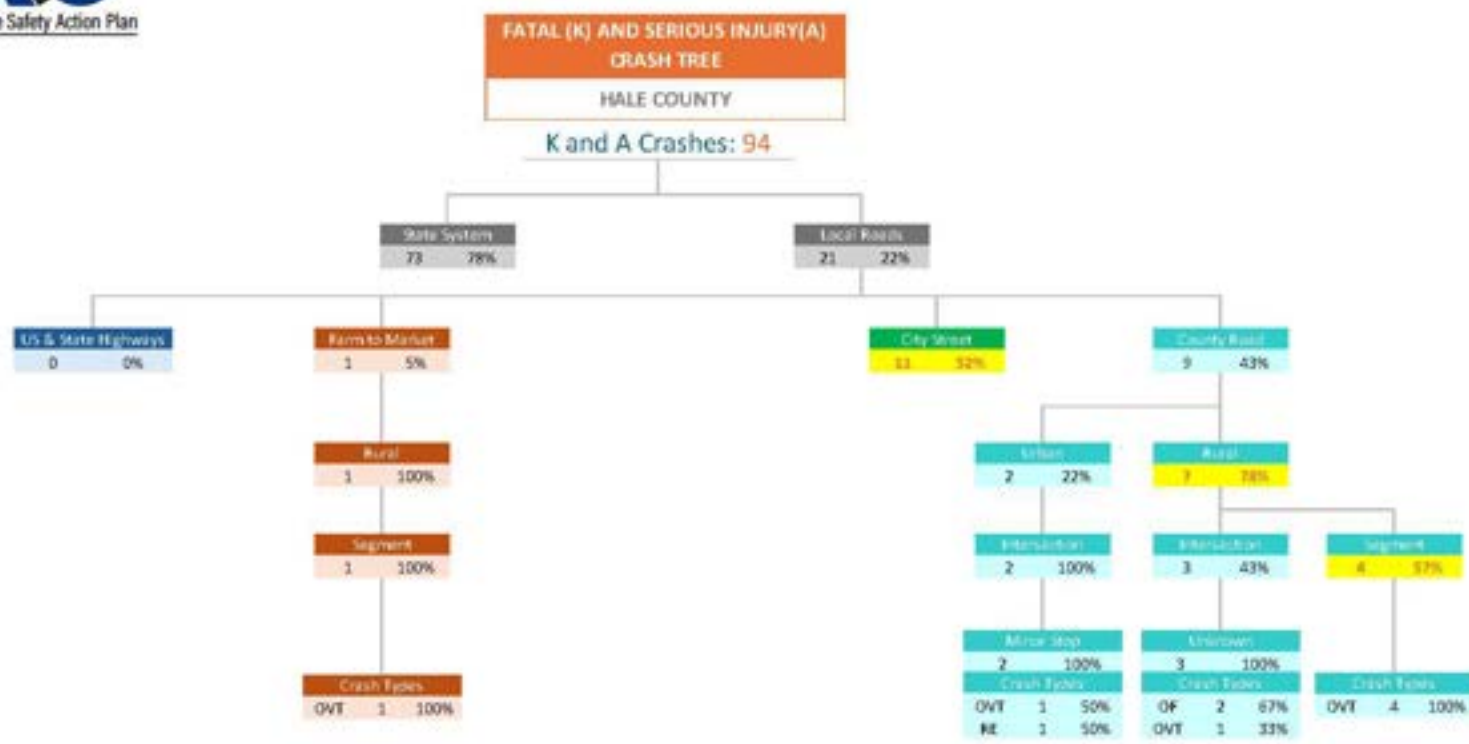 Safety Action Plan
FATAL (K) AND SERIOUS INJURY(A)
CRASH TREE
HALE COUNTY
K and A Crashes: 94
State System
73 78%
Local Roads
21 22%
US & State Highways
0 0%
Farm to Market
1 5%
City Street
11 52%
County Road
9 43%
Rural
1 100%
Urban
2 22%
Rural
7 78%
Segment
1 100%
Intersection
2 100%
Intersection
3 43%
Segment
4 57%
Minor Stop
2 100%
Unknown
3 100%
Crash Types
OVT 1 100%
Crash Types
OVT 1 50%
RE 1 50%
Crash Types
OF 2 67%
OVT 1 33%
Crash Types
OVT 4 100%